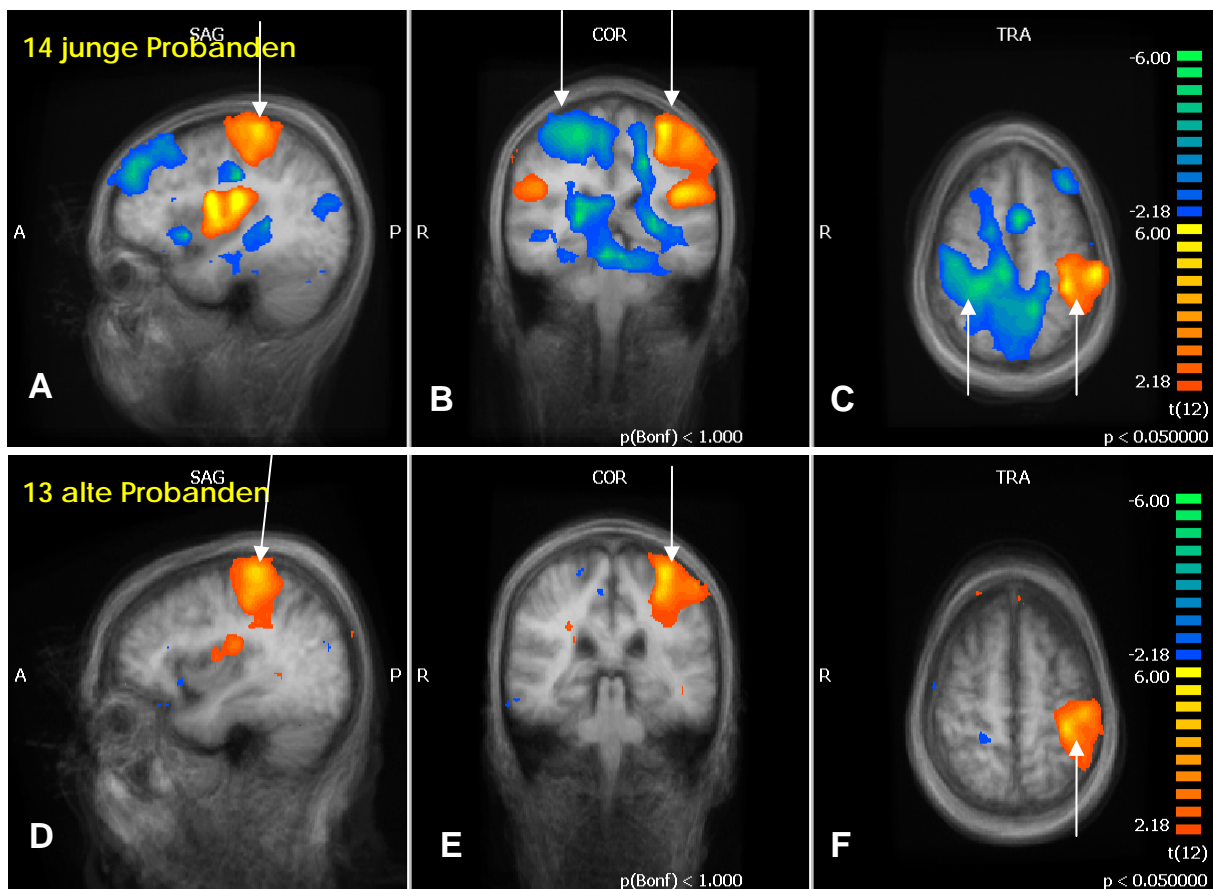 SAG
14 junge Probanden
A
P
A
COR
R
B
p(Bonf) < 1.000
TRA
R
C
-6.00
-2.18
6.00
2.18
t(12)
p < 0.050000
SAG
13 alte Probanden
A
P
D
COR
R
E
p(Bonf) < 1.000
TRA
R
F
-6.00
-2.18
6.00
2.18
t(12)
p < 0.050000